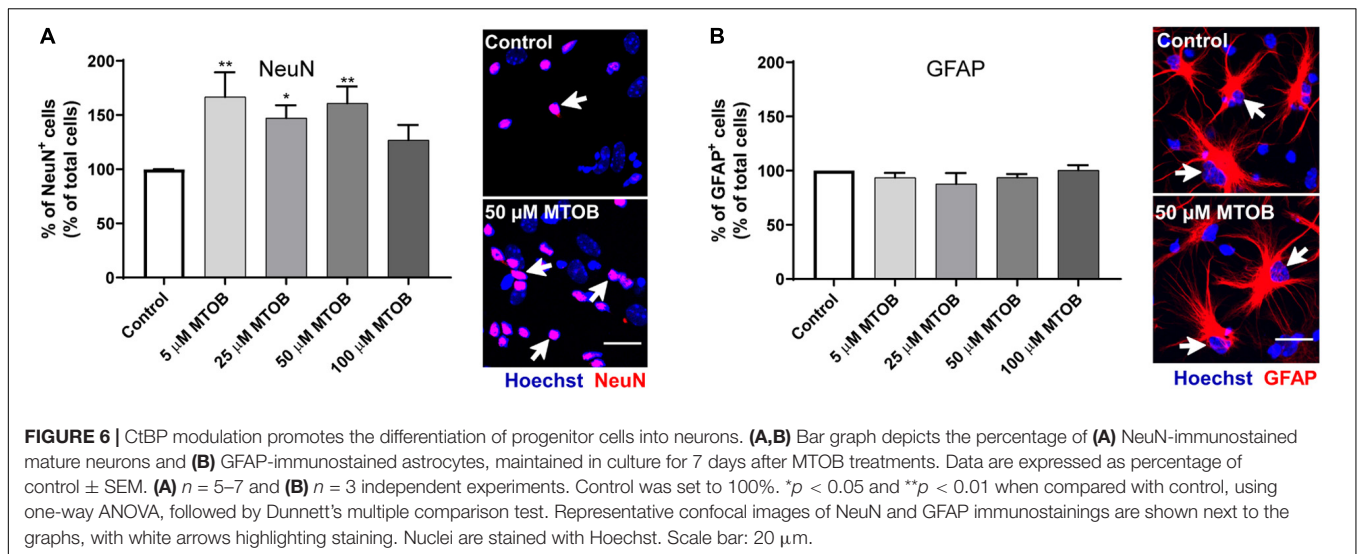 A
NeuN
% of NeuN+ cells
(% of total cells)
200
150
100
50
0
**
*
**
Control
5 μM MTOB
25 μM MTOB
50 μM MTOB
100 μM MTOB
Control
50 μM MTOB
Hoechst NeuN
B
GFAP
% of GFAP+ cells
(% of total cells)
200
150
100
50
0
Control
5 μM MTOB
25 μM MTOB
50 μM MTOB
100 μM MTOB
Control
50 μM MTOB
Hoechst GFAP
FIGURE 6 | CtBP modulation promotes the differentiation of progenitor cells into neurons. (A,B) Bar graph depicts the percentage of (A) NeuN-immunostained
mature neurons and (B) GFAP-immunostained astrocytes, maintained in culture for 7 days after MTOB treatments. Data are expressed as percentage of
control ± SEM. (A) n = 5–7 and (B) n = 3 independent experiments. Control was set to 100%. *p < 0.05 and **p < 0.01 when compared with control, using
one-way ANOVA, followed by Dunnett's multiple comparison test. Representative confocal images of NeuN and GFAP immunostainings are shown next to the
graphs, with white arrows highlighting staining. Nuclei are stained with Hoechst. Scale bar: 20 μm.